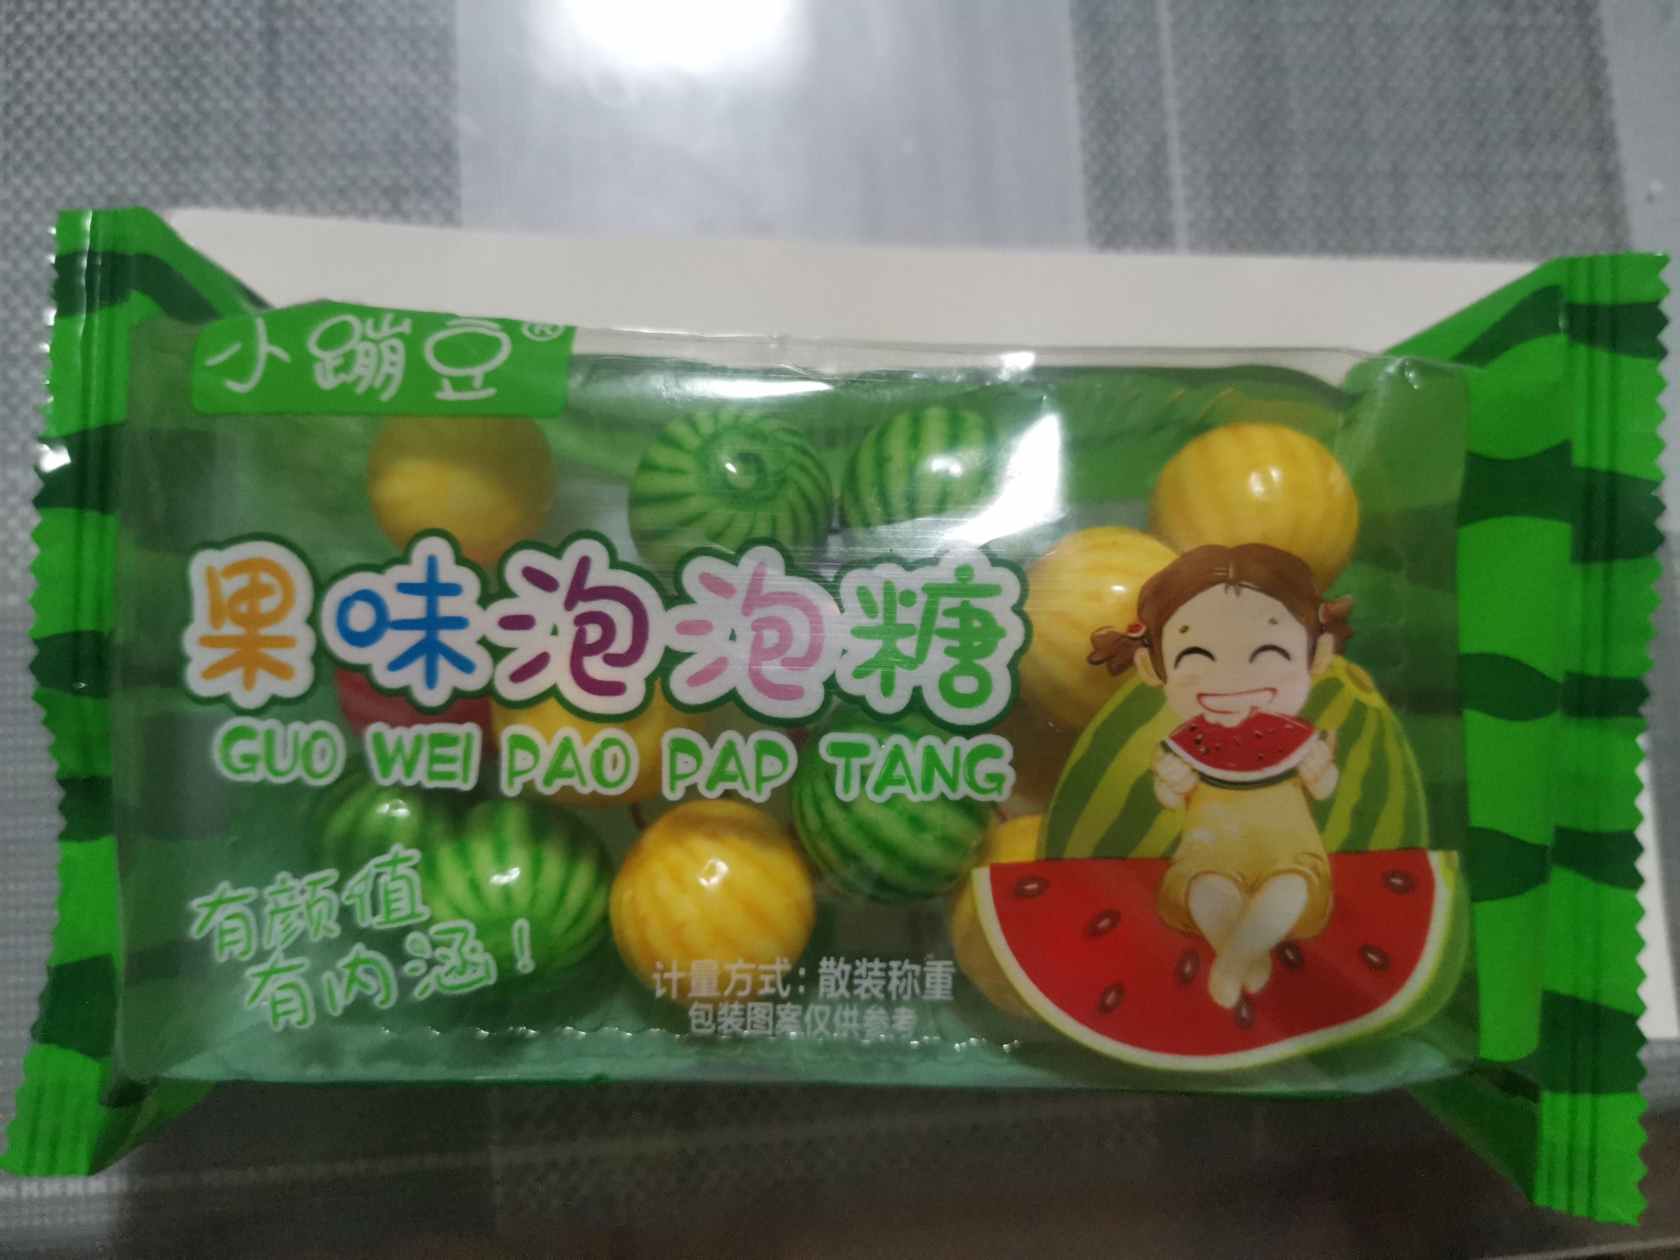 小蹦豆®
果味泡泡糖
GUO WEI PAO PAP TANG
有颜值
有内涵！
计量方式：散装称重
包装图案仅供参考